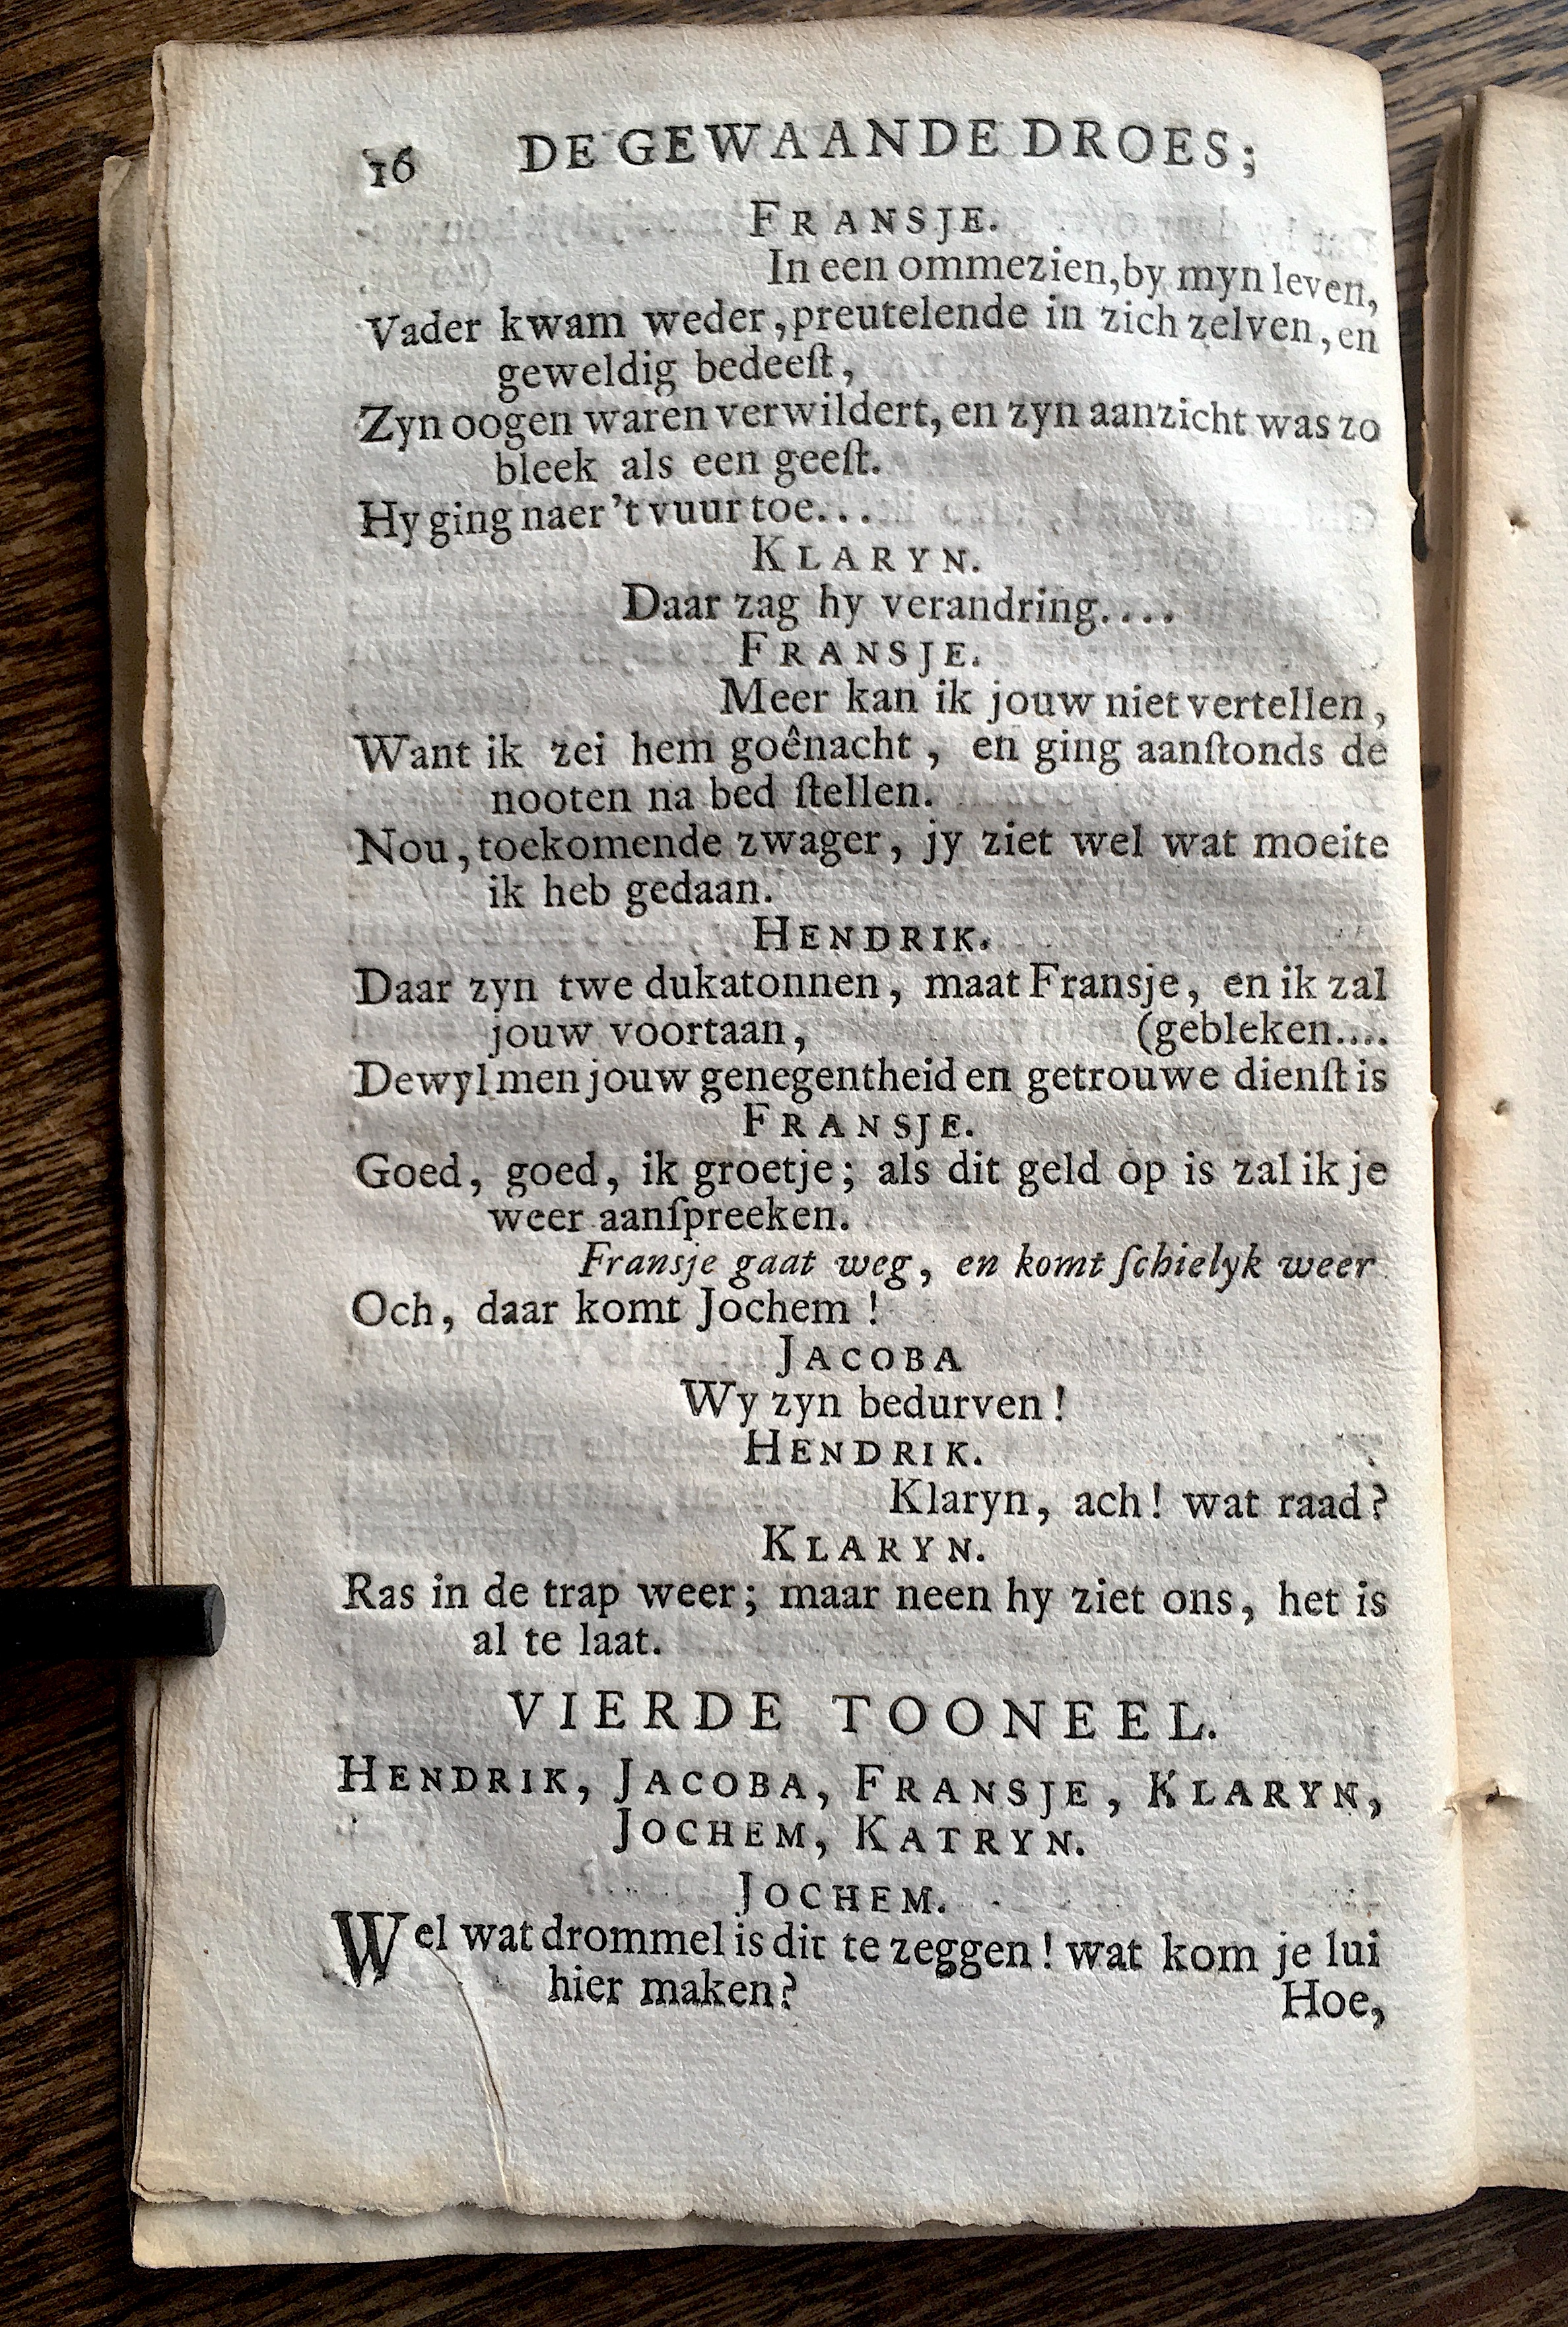 16 DE GEWAANDE DROES;
FRANSJE.
In een ommezien, by myn leven,
Vader kwam weder, preutelende in zich zelven, en
geweldig bedeeſt,
Zyn oogen waren verwildert, en zyn aanzicht was zo
bleek als een geeſt.
Hy ging naer 't vuur toe...
KLARYN.
Daar zag hy verandring....
FRANSJE.
Meer kan ik jouw niet vertellen,
Want ik zei hem goênacht, en ging aanſtonds de
nooten na bed ſtellen.
Nou, toekomende zwager, jy ziet wel wat moeite
ik heb gedaan.
HENDRIK.
Daar zyn twe dukatonnen, maat Fransje, en ik zal
jouw voortaan, (gebleken....
Dewyl men jouw genegentheid en getrouwe dienſt is
FRANSJE.
Goed, goed, ik groetje; als dit geld op is zal ik je
weer aanſpreeken.
Fransje gaat weg, en komt ſchielyk weer
Och, daar komt Jochem!
JACOBA
Wy zyn bedurven!
HENDRIK.
Klaryn, ach! wat raad?
KLARYN.
Ras in de trap weer; maar neen hy ziet ons, het is
al te laat.
VIERDE TOONEEL.
HENDRIK, JACOBA, FRANSJE, KLARYN,
JOCHEM, KATRYN.
JOCHEM.
Wel wat drommel is dit te zeggen! wat kom je lui
hier maken?
Hoe,